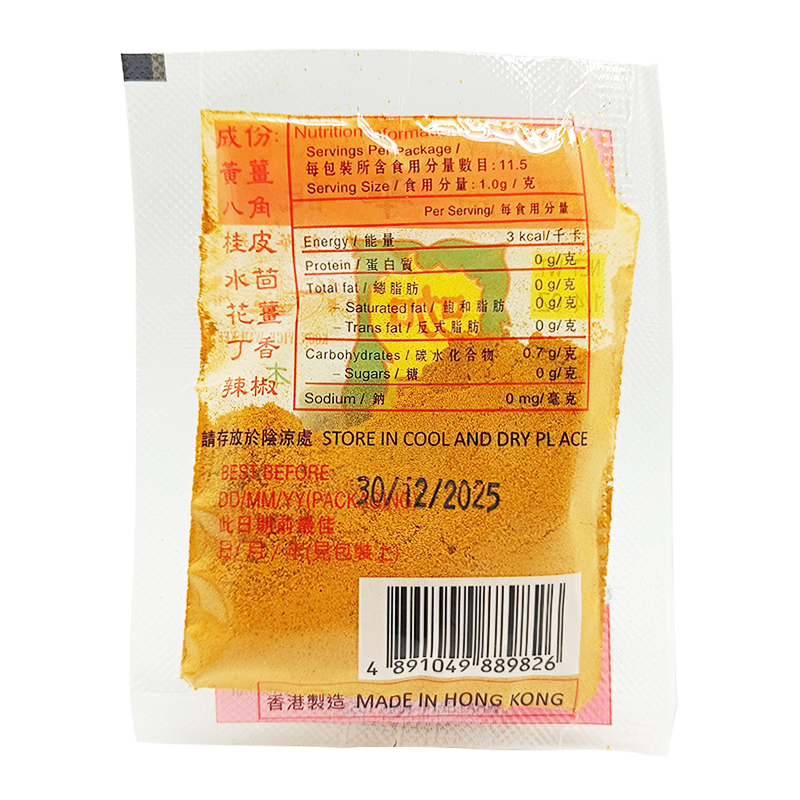 成份:
黃薑
八角
桂皮
水茴
花薑
丁香
辣椒
Nutrition Information
Servings Per Package /
每包裝所含食用分量數目: 11.5
Serving Size / 食用分量: 1.0g / 克
Per Serving/ 每食用分量
Energy / 能量 3 kcal/千卡
Protein / 蛋白質 0 g/克
Total fat / 總脂肪 0 g/克
– Saturated fat / 飽和脂肪 0 g/克
– Trans fat / 反式脂肪 0 g/克
Carbohydrates / 碳水化合物 0.7 g/克
– Sugars / 糖 0 g/克
Sodium / 鈉 0 mg/毫克
請存放於陰涼處 STORE IN COOL AND DRY PLACE
BEST BEFORE
DD/MM/YY(PACKAGING)
30/12/2025
此日期前最佳
日/月/年(見包裝上)
4 891049 889826
香港製造 MADE IN HONG KONG